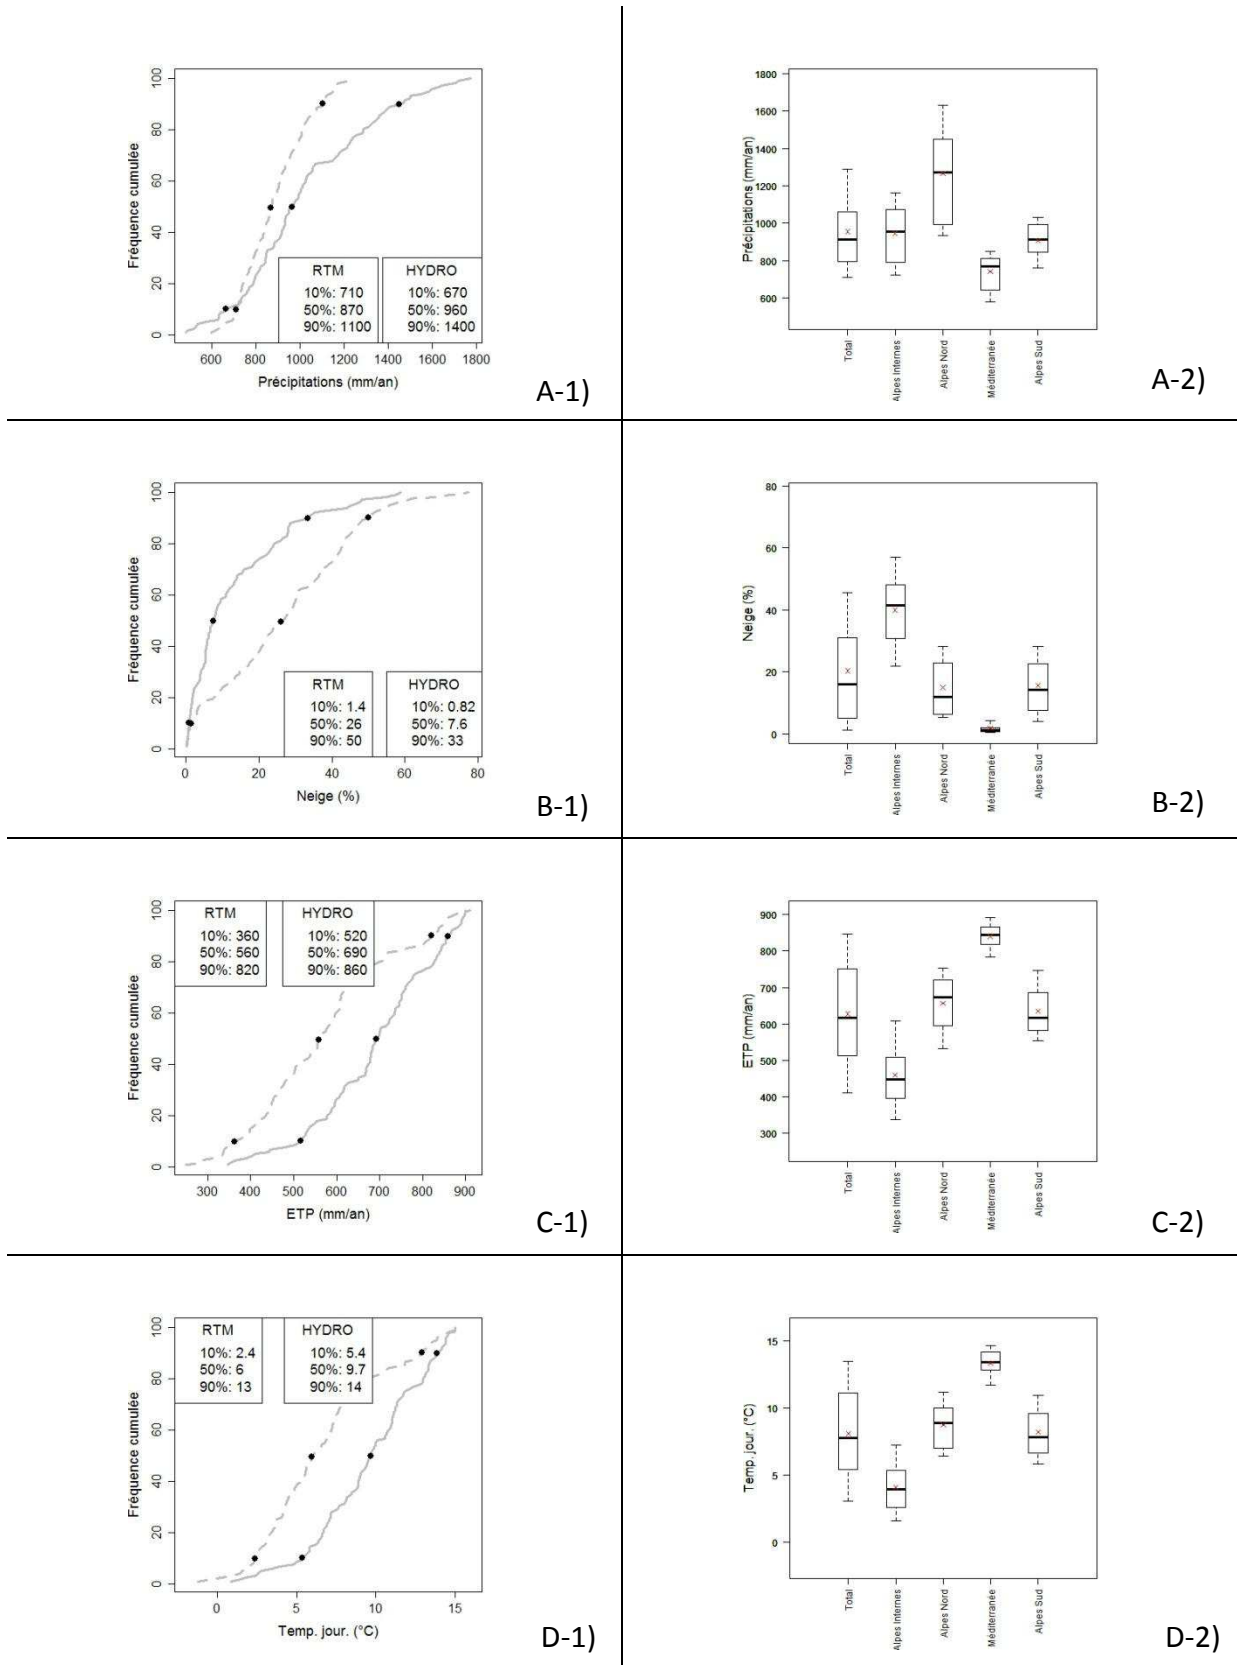 Fréquence cumulée
0
20
40
60
80
100
RTM
10%: 710
50%: 870
90%: 1100
HYDRO
10%: 670
50%: 960
90%: 1400
600 800 1000 1200 1400 1600 1800
Précipitations (mm/an)
A-1)
Précipitations (mm/an)
1800
1600
1400
1200
1000
800
600
Total
Alpes Internes
Alpes Nord
Méditerranée
Alpes Sud
A-2)
Fréquence cumulée
0
20
40
60
80
100
RTM
10%: 1.4
50%: 26
90%: 50
HYDRO
10%: 0.82
50%: 7.6
90%: 33
0 20 40 60 80
Neige (%)
B-1)
Neige (%)
80
60
40
20
0
Total
Alpes Internes
Alpes Nord
Méditerranée
Alpes Sud
B-2)
Fréquence cumulée
0
20
40
60
80
100
RTM
10%: 360
50%: 560
90%: 820
HYDRO
10%: 520
50%: 690
90%: 860
300 400 500 600 700 800 900
ETP (mm/an)
C-1)
ETP (mm/an)
900
800
700
600
500
400
300
Total
Alpes Internes
Alpes Nord
Méditerranée
Alpes Sud
C-2)
Fréquence cumulée
0
20
40
60
80
100
RTM
10%: 2.4
50%: 6
90%: 13
HYDRO
10%: 5.4
50%: 9.7
90%: 14
0 5 10 15
Temp. jour. (°C)
D-1)
Temp. jour. (°C)
15
10
5
0
Total
Alpes Internes
Alpes Nord
Méditerranée
Alpes Sud
D-2)